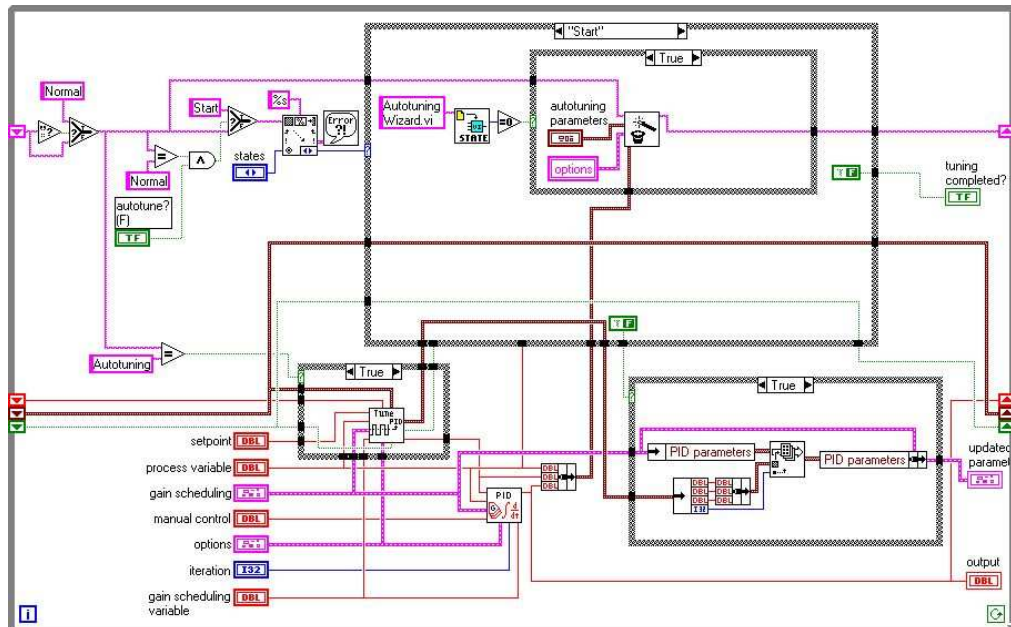 "Start"
True
Normal
"?
?
Start
%s
?
Error
?!
Autotuning
Wizard.vi
STATE
=0
?
autotuning
parameters
options
states
?
=
Normal
∧
autotune?
(F)
TF
T F
tuning
completed?
TF
Autotuning
=
?
True
Tune
PID
T F
?
True
setpoint
DBL
process variable
DBL
gain scheduling
manual control
DBL
options
iteration
I32
gain scheduling
variable
DBL
PID
d
dt
DBL
DBL
DBL
PID parameters
PID parameters
DBL DBL
DBL DBL
DBL DBL
I32
updated
paramet
output
DBL
i